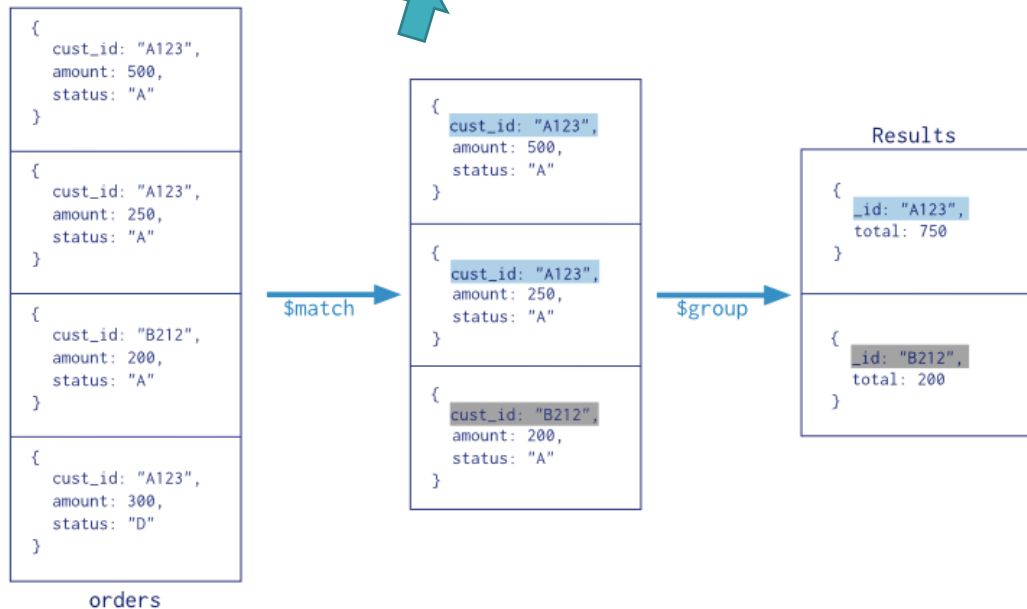 {
cust_id: "A123",
amount: 500,
status: "A"
}
{
cust_id: "A123",
amount: 250,
status: "A"
}
{
cust_id: "B212",
amount: 200,
status: "A"
}
{
cust_id: "A123",
amount: 300,
status: "D"
}
orders
$match
{
cust_id: "A123",
amount: 500,
status: "A"
}
{
cust_id: "A123",
amount: 250,
status: "A"
}
{
cust_id: "B212",
amount: 200,
status: "A"
}
$group
Results
{
_id: "A123",
total: 750
}
{
_id: "B212",
total: 200
}